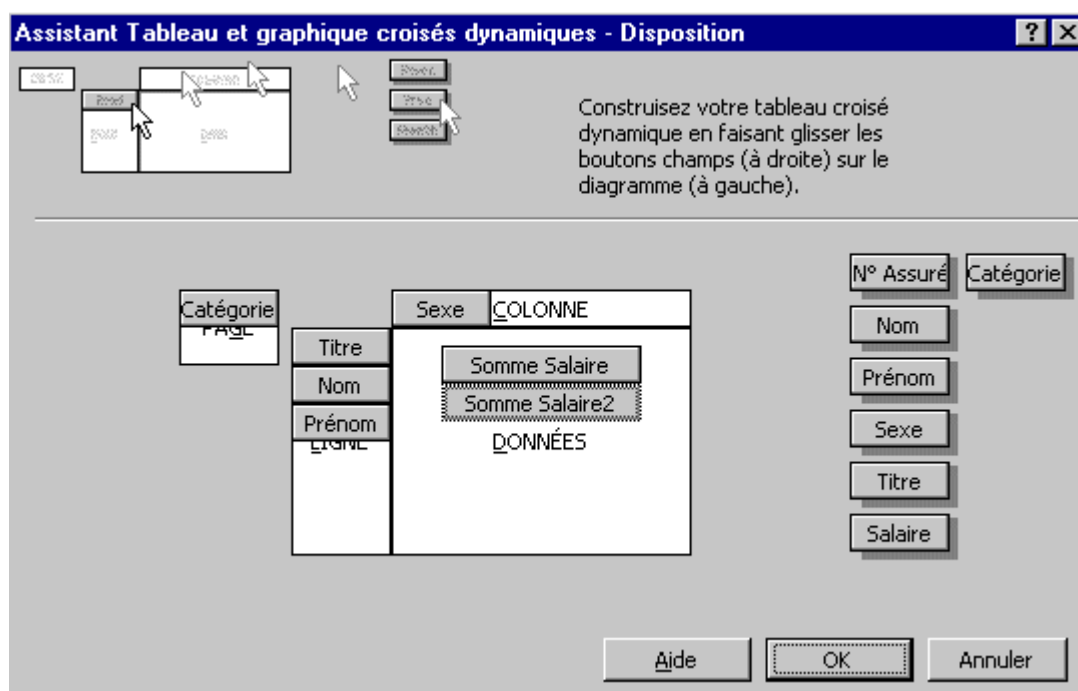 Assistant Tableau et graphique croisés dynamiques - Disposition
Construisez votre tableau croisé
dynamique en faisant glisser les
boutons champs (à droite) sur le
diagramme (à gauche).
N° Assuré Catégorie
Catégorie
PAGE
Sexe COLONNE
Nom
Titre
Somme Salaire
Nom
Prénom
Somme Salaire2
Prénom
Sexe
LIGNE
DONNÉES
Titre
Salaire
Aide OK Annuler